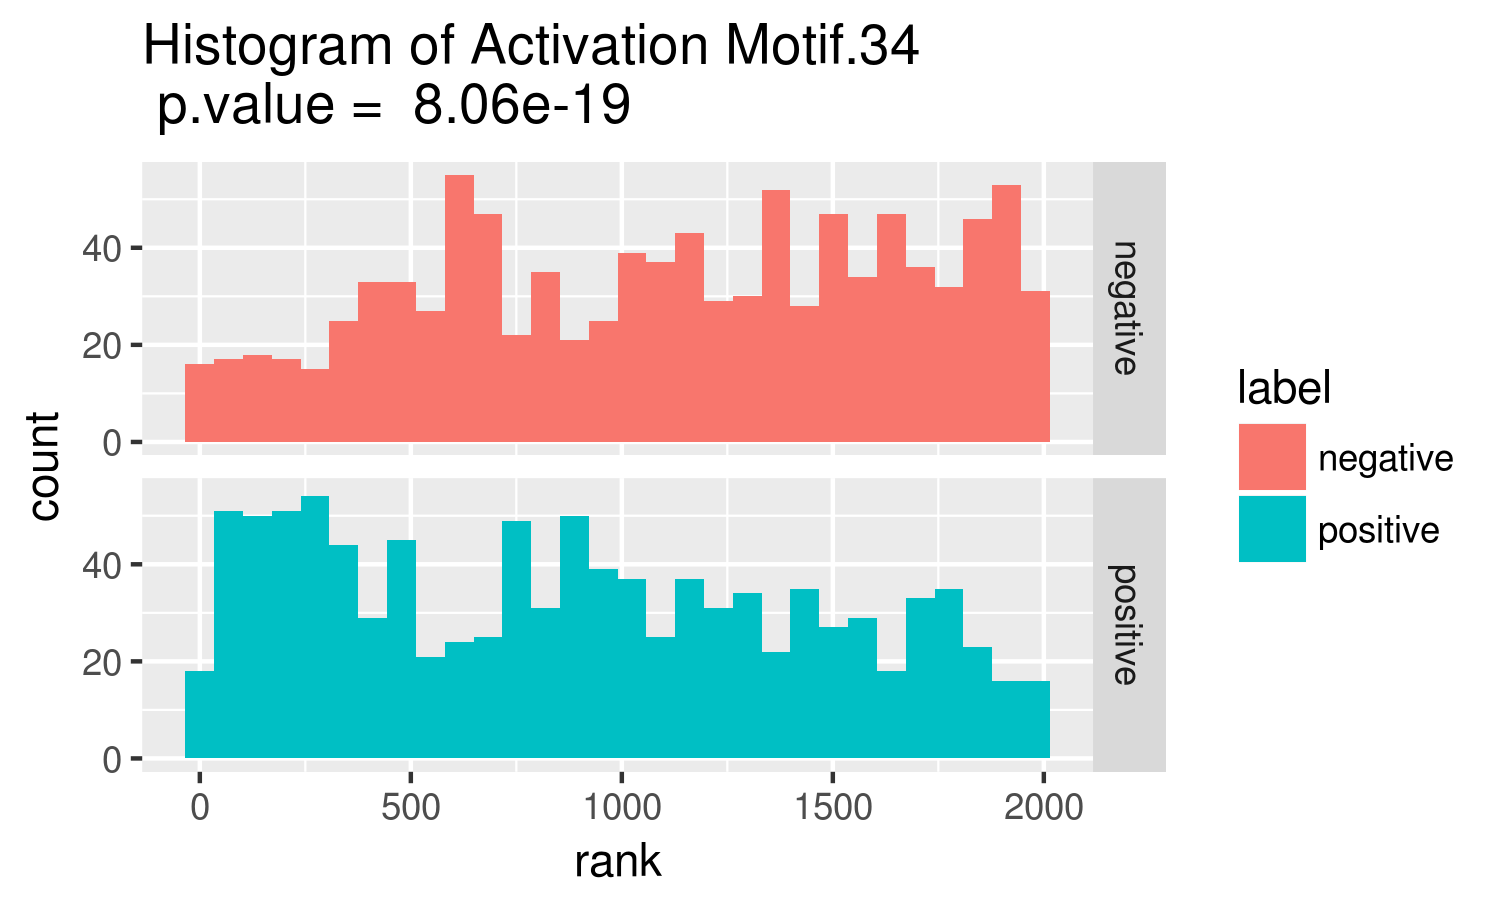 Histogram of Activation Motif.34
p.value = 8.06e-19
count
40
20
0
negative
40
20
0
positive
0 500 1000 1500 2000
rank
label
negative
positive